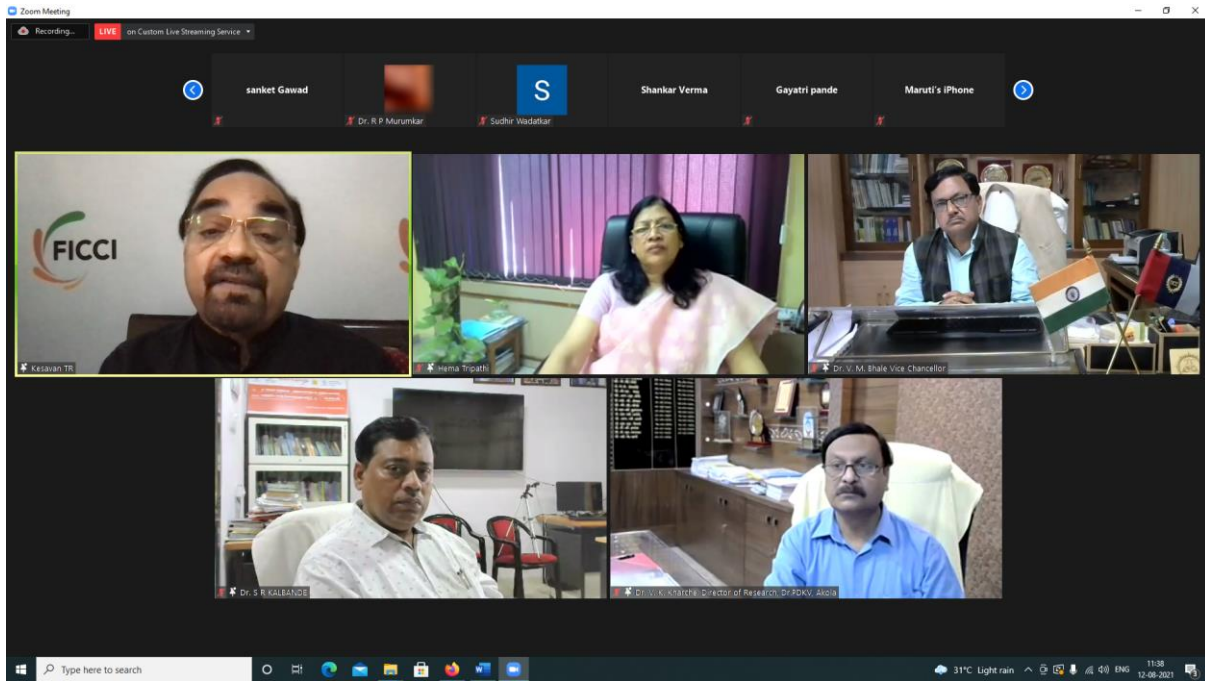 Zoom Meeting
Recording...
LIVE
on Custom Live Streaming Service
sanket Gawad
Dr. R P Murumkar
S
Sudhir Wadatkar
Shankar Verma
Gayatri pande
Maruti's iPhone
FICCI
Kesavan TR
Hema Tripathi
Dr. V. M. Bhale Vice Chancellor
Dr. S R KALBANDE
Dr. V. K. Kharche, Director of Research, Dr.PDKV, Akola
Type here to search
31°C Light rain
ENG
11:38
12-08-2021